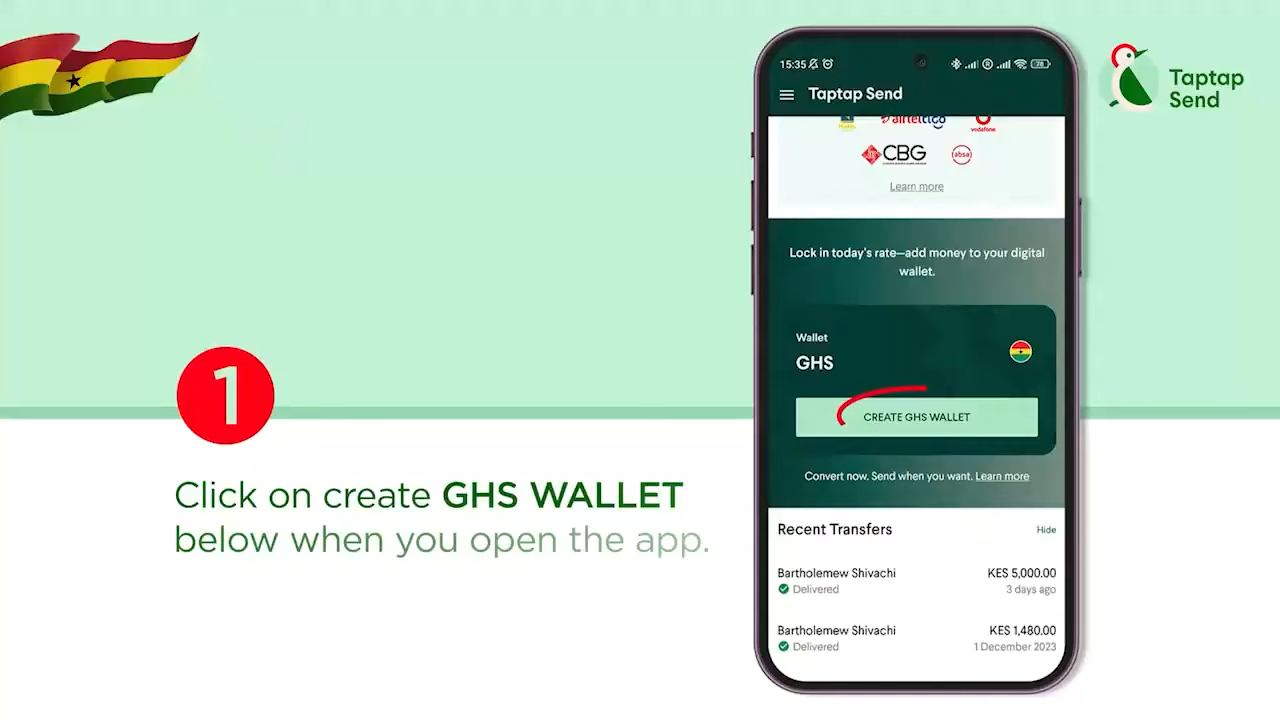 15:35
78
Taptap Send
airteltigo
vodafone
CBG
absa
Learn more
Lock in today's rate—add money to your digital
wallet.
Wallet
GHS
CREATE GHS WALLET
Convert now. Send when you want. Learn more
Recent Transfers
Hide
Bartholemew Shivachi
KES 5,000.00
Delivered
3 days ago
Bartholemew Shivachi
KES 1,480.00
Delivered
1 December 2023
Taptap
Send
1
Click on create GHS WALLET
below when you open the app.